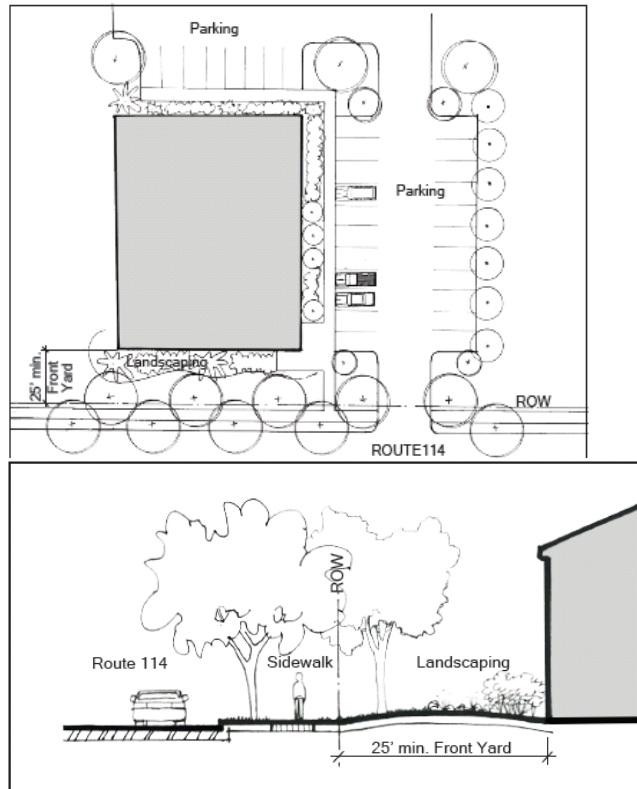 Parking
Parking
Landscaping
25' min.
Front
Yard
ROW
ROUTE114
ROW
Route 114
Sidewalk
Landscaping
25' min. Front Yard